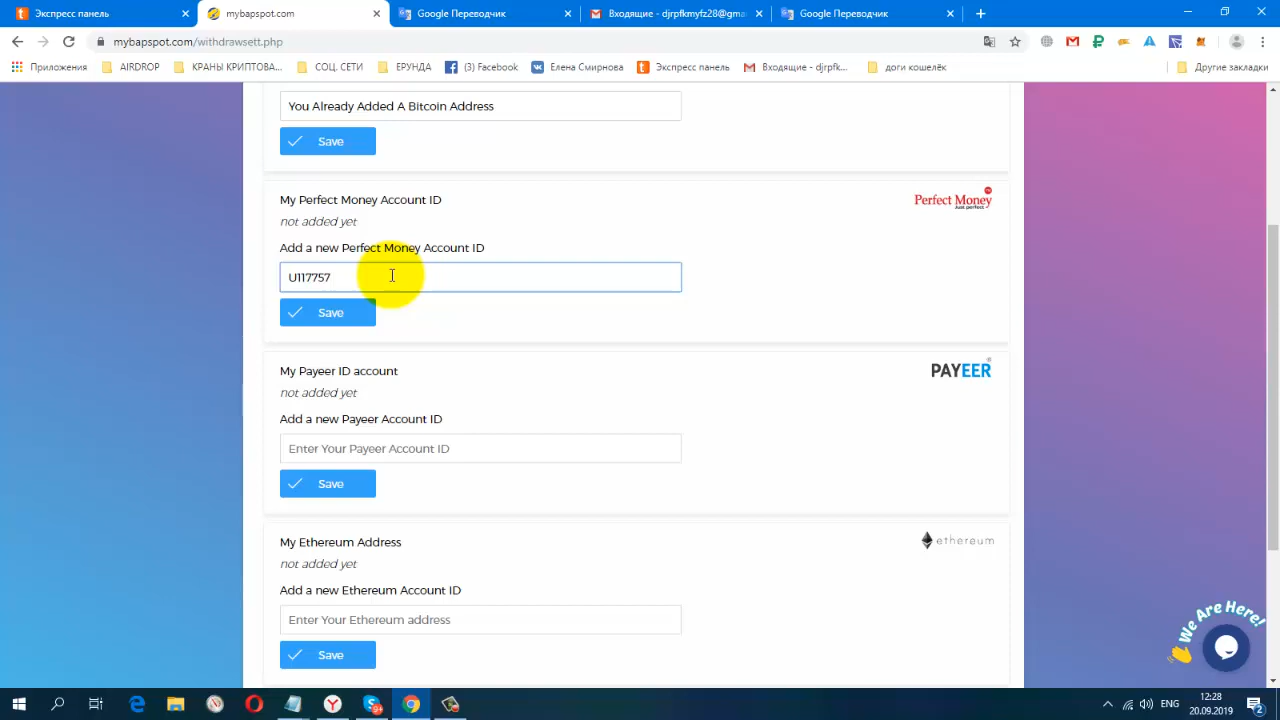 Экспресс панель
mybapspot.com
Google Переводчик
Входящие - djrpfkmyfz28@gma
Google Переводчик
mybapspot.com/withdrawsett.php
Приложения
AIRDROP
КРАНЫ КРИПТОВА...
СОЦ. СЕТИ
ЕРУНДА
(3) Facebook
Елена Смирнова
Экспресс панель
Входящие - djrpfk...
доги кошелёк
Другие закладки
You Already Added A Bitcoin Address
Save
My Perfect Money Account ID
Perfect Money
Just perfect
not added yet
Add a new Perfect Money Account ID
U117757
Save
My Payeer ID account
PAYEER
not added yet
Add a new Payeer Account ID
Enter Your Payeer Account ID
Save
My Ethereum Address
ethereum
not added yet
Add a new Ethereum Account ID
Enter Your Ethereum address
Save
We Are Here!
ENG
12:28
20.09.2019
2